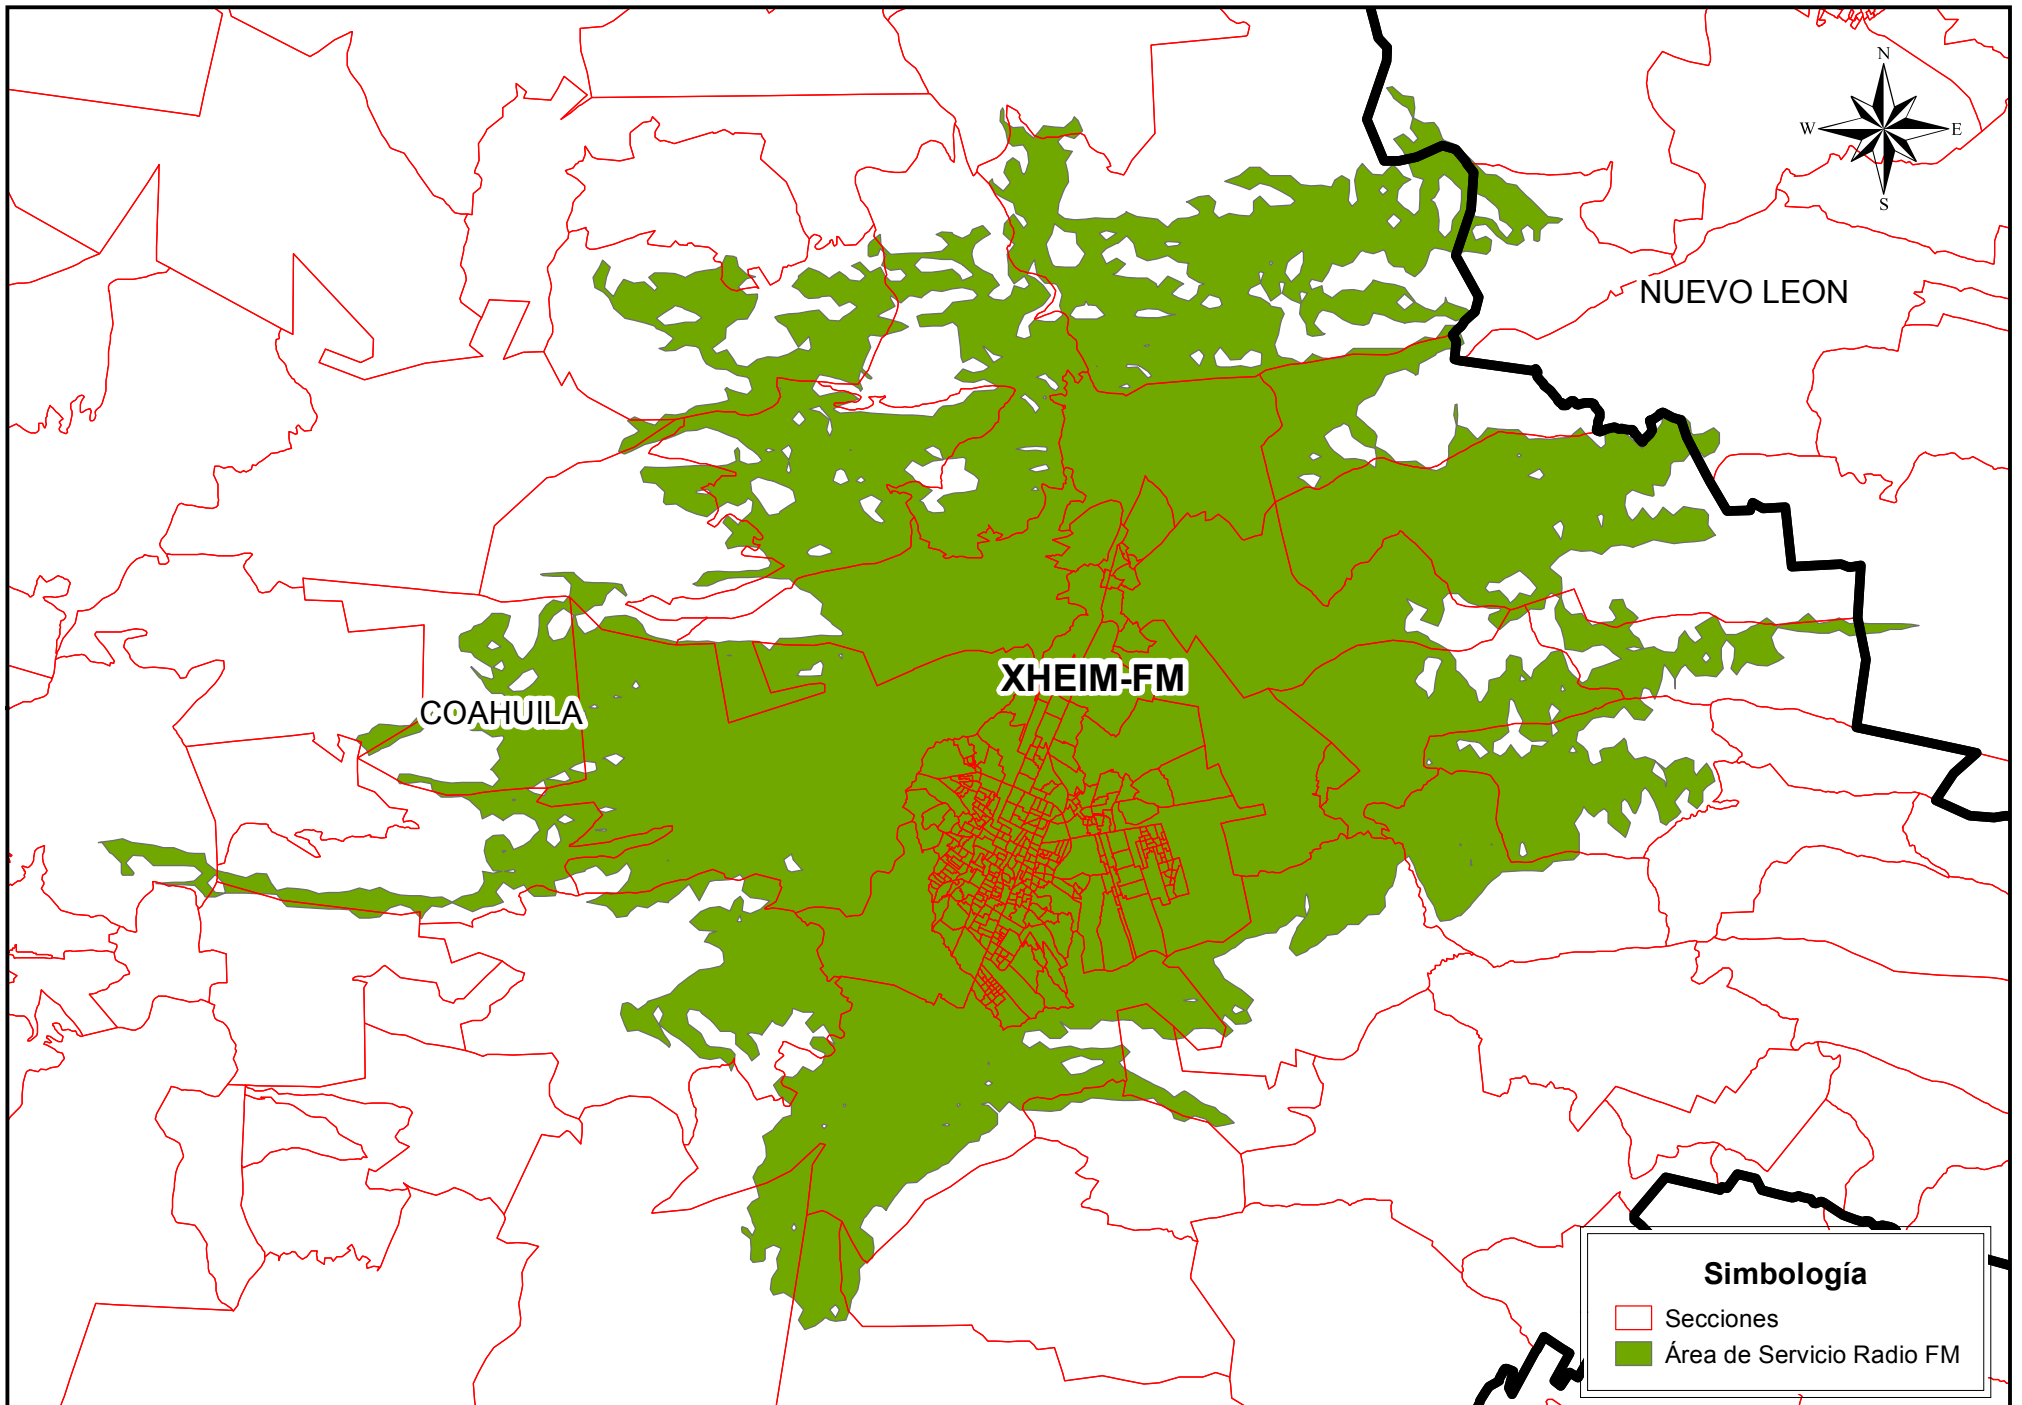 N
W E
S
NUEVO LEON
XHEIM-FM
COAHUILA
Simbología
Secciones
Área de Servicio Radio FM